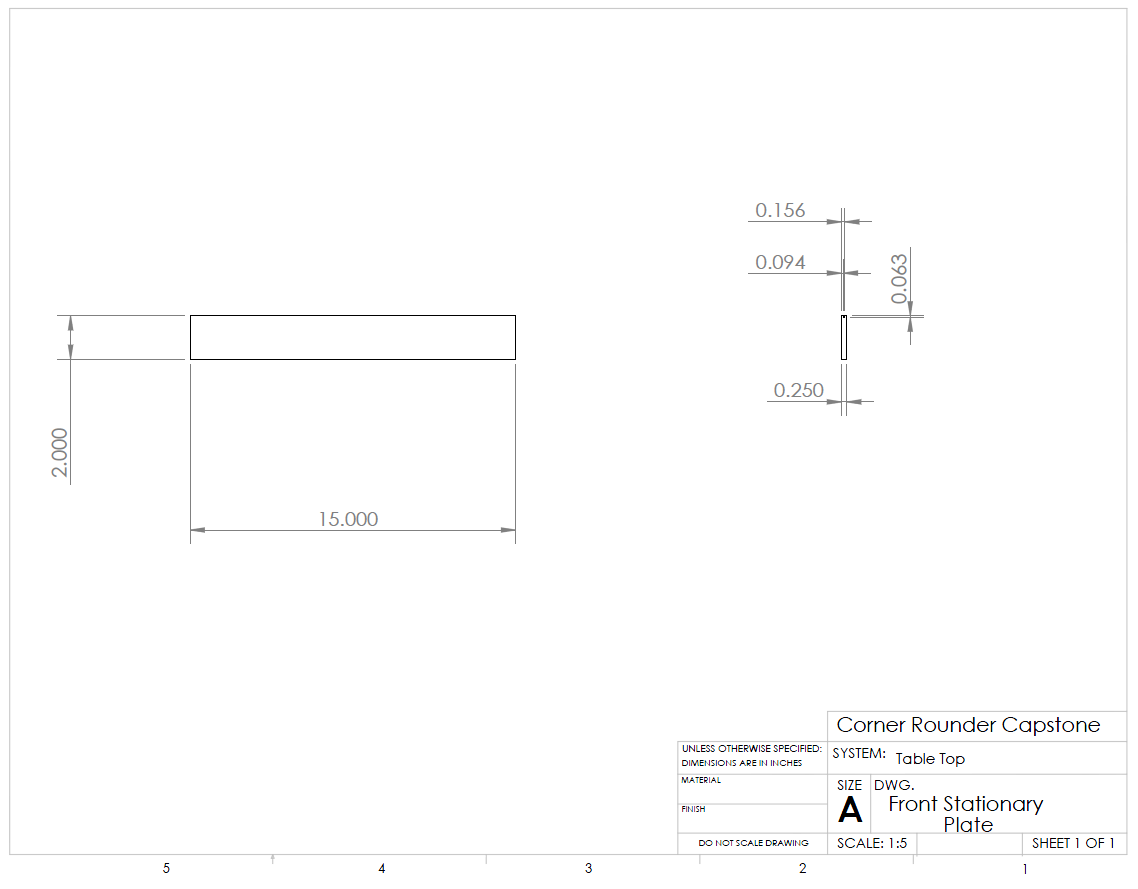 0.156
0.094
0.063
0.250
2.000
15.000
Corner Rounder Capstone
UNLESS OTHERWISE SPECIFIED:
DIMENSIONS ARE IN INCHES
SYSTEM: Table Top
MATERIAL
FINISH
SIZE
A
DWG.
Front Stationary
Plate
DO NOT SCALE DRAWING
SCALE: 1:5
SHEET 1 OF 1
5 4 3 2 1